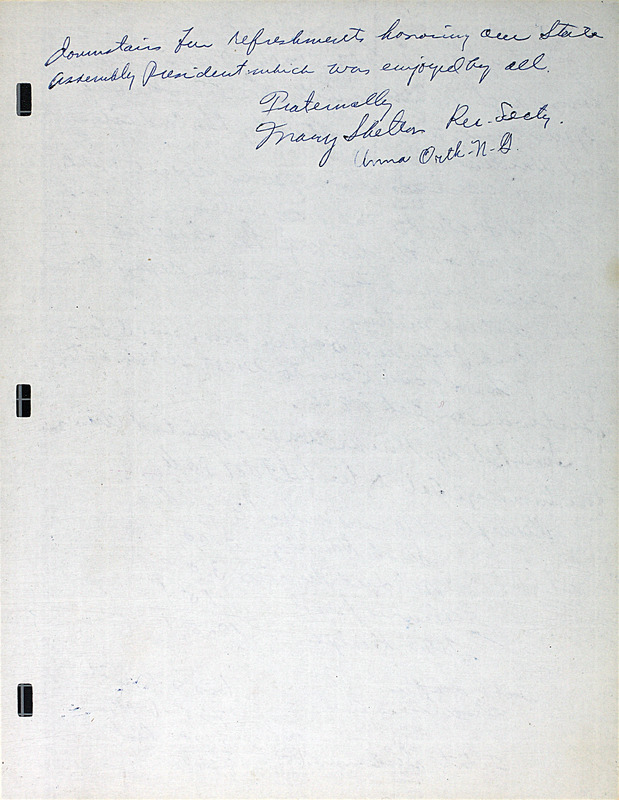 downstairs for refreshments honoring our State
Assembly President which was enjoyed by all.
Fraternally
Mary Shelton Rec. Secty.
Anna Orth - N. G.